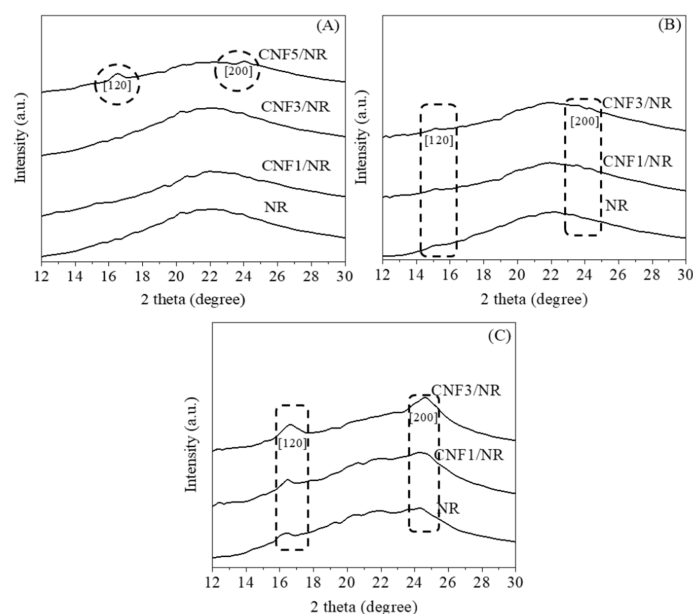 (A)
CNF5/NR
[120]
[200]
CNF3/NR
CNF1/NR
NR
Intensity (a.u.)
12 14 16 18 20 22 24 26 28 30
2 theta (degree)
(B)
CNF3/NR
[120]
[200]
CNF1/NR
NR
Intensity (a.u.)
12 14 16 18 20 22 24 26 28 30
2 theta (degree)
(C)
CNF3/NR
[120]
[200]
CNF1/NR
NR
Intensity (a.u.)
12 14 16 18 20 22 24 26 28 30
2 theta (degree)